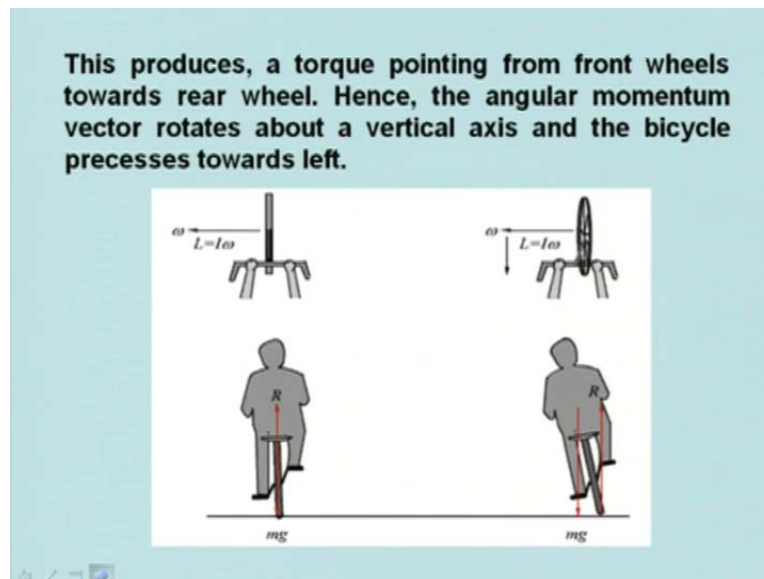 This produces, a torque pointing from front wheels
towards rear wheel. Hence, the angular momentum
vector rotates about a vertical axis and the bicycle
precesses towards left.
ω L=Iω
ω L=Iω
R
R
mg
mg